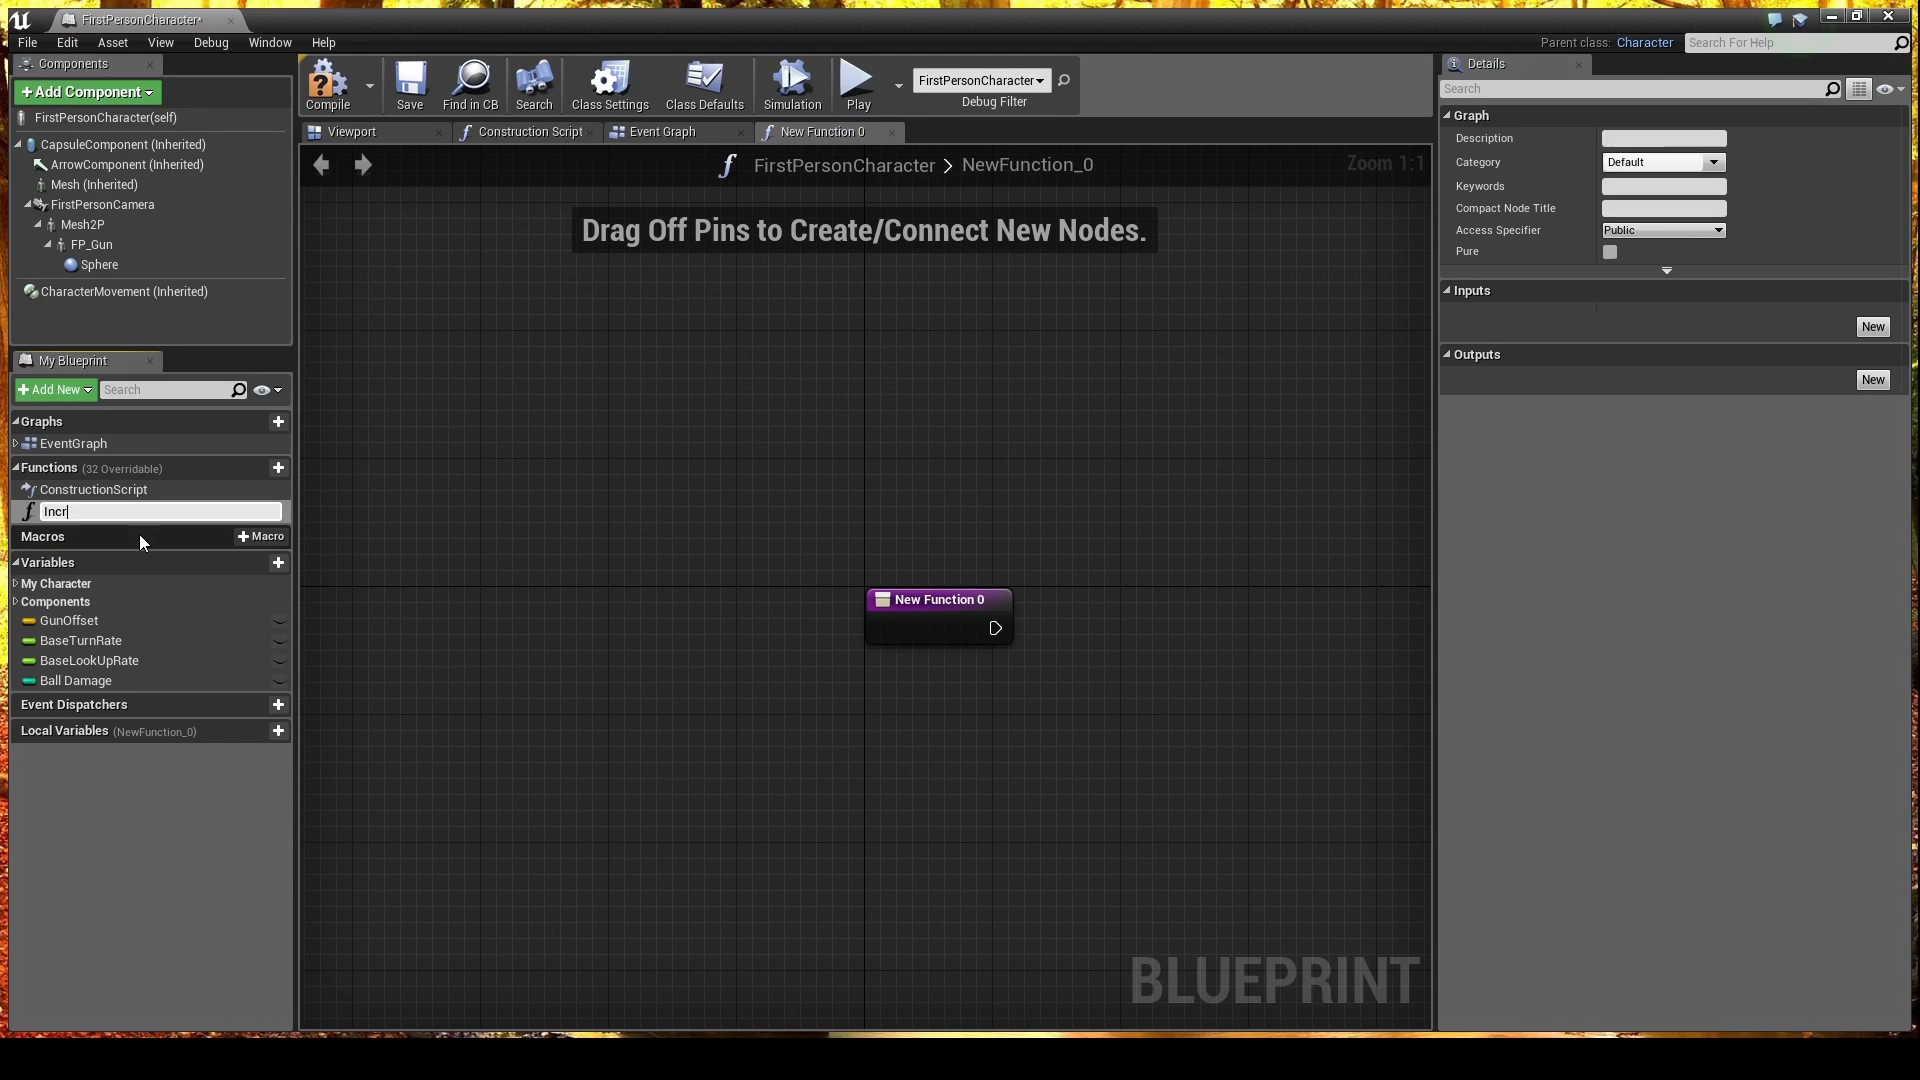 FirstPersonCharacter*
File Edit Asset View Debug Window Help
Parent class: Character Search For Help
Components
+Add Component
FirstPersonCharacter(self)
CapsuleComponent (Inherited)
ArrowComponent (Inherited)
Mesh (Inherited)
FirstPersonCamera
Mesh2P
FP_Gun
Sphere
CharacterMovement (Inherited)
My Blueprint
+Add New Search
Graphs
EventGraph
Functions (32 Overridable)
ConstructionScript
Incr
Macros +Macro
Variables
My Character
Components
GunOffset
BaseTurnRate
BaseLookUpRate
Ball Damage
Event Dispatchers
Local Variables (NewFunction_0)
Compile Save Find in CB Search Class Settings Class Defaults Simulation Play
FirstPersonCharacter
Debug Filter
Viewport Construction Script Event Graph New Function 0
FirstPersonCharacter > NewFunction_0
Zoom 1:1
Drag Off Pins to Create/Connect New Nodes.
New Function 0
BLUEPRINT
Details
Search
Graph
Description
Category Default
Keywords
Compact Node Title
Access Specifier Public
Pure
Inputs
New
Outputs
New